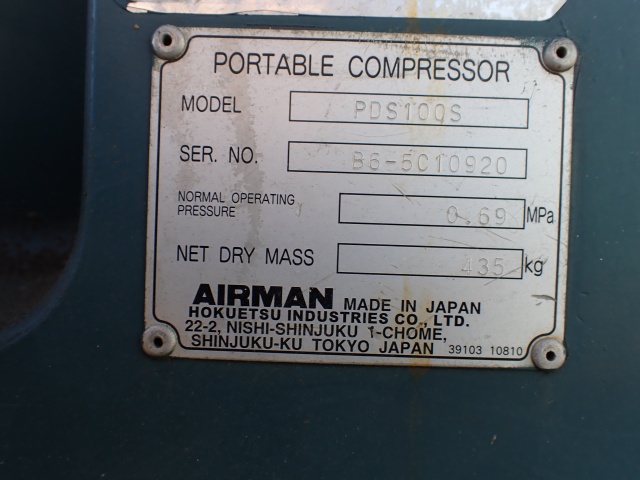 PORTABLE COMPRESSOR
MODEL PDS100S
SER. NO. B6-5C10920
NORMAL OPERATING
PRESSURE 0.69 MPa
NET DRY MASS 435 kg
AIRMAN MADE IN JAPAN
HOKUETSU INDUSTRIES CO., LTD.
22-2, NISHI-SHINJUKU 1-CHOME,
SHINJUKU-KU TOKYO JAPAN 39103 10810